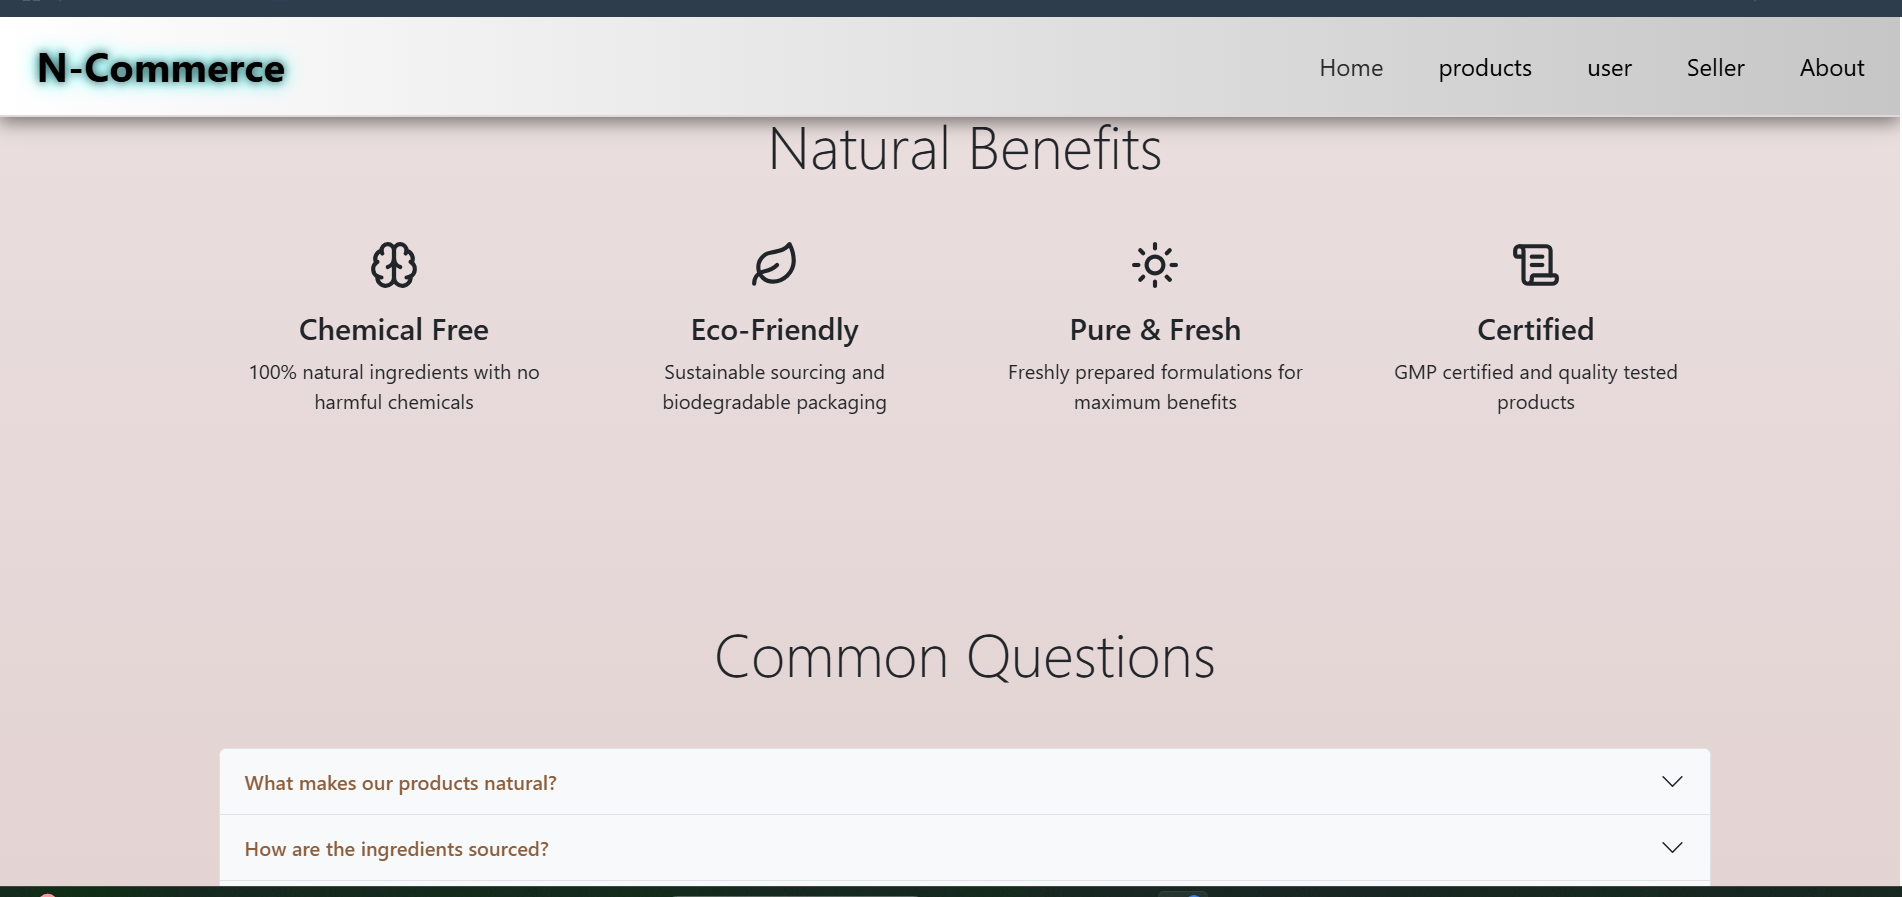 N-Commerce
Home products user Seller About
Natural Benefits
Chemical Free
100% natural ingredients with no
harmful chemicals
Eco-Friendly
Sustainable sourcing and
biodegradable packaging
Pure & Fresh
Freshly prepared formulations for
maximum benefits
Certified
GMP certified and quality tested
products
Common Questions
What makes our products natural?
How are the ingredients sourced?